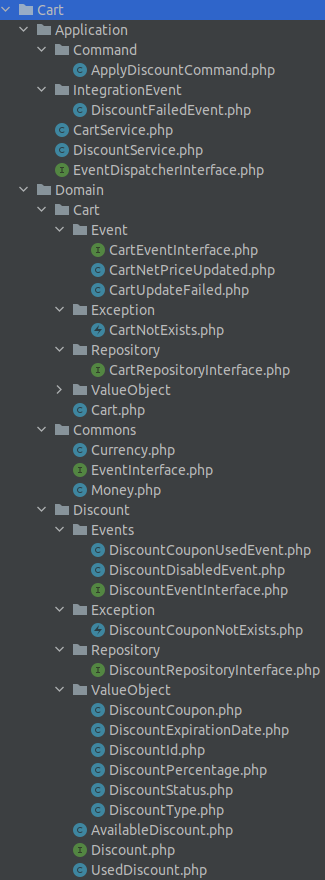 Cart
Application
Command
ApplyDiscountCommand.php
IntegrationEvent
DiscountFailedEvent.php
CartService.php
DiscountService.php
EventDispatcherInterface.php
Domain
Cart
Event
CartEventInterface.php
CartNetPriceUpdated.php
CartUpdateFailed.php
Exception
CartNotExists.php
Repository
CartRepositoryInterface.php
ValueObject
Cart.php
Commons
Currency.php
EventInterface.php
Money.php
Discount
Events
DiscountCouponUsedEvent.php
DiscountDisabledEvent.php
DiscountEventInterface.php
Exception
DiscountCouponNotExists.php
Repository
DiscountRepositoryInterface.php
ValueObject
DiscountCoupon.php
DiscountExpirationDate.php
DiscountId.php
DiscountPercentage.php
DiscountStatus.php
DiscountType.php
AvailableDiscount.php
Discount.php
UsedDiscount.php